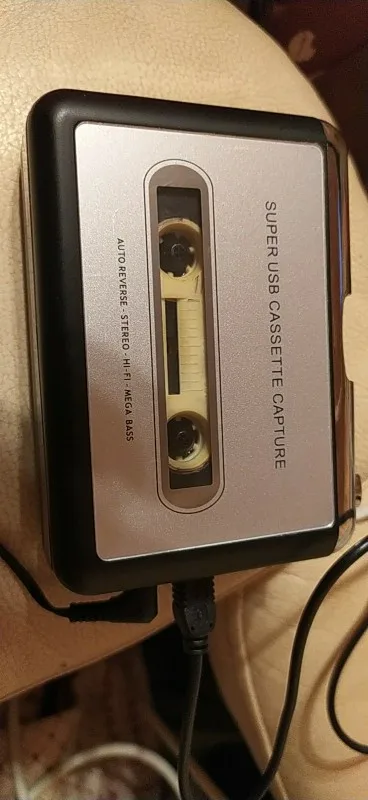 SUPER USB CASSETTE CAPTURE
AUTO REVERSE - STEREO - HI-FI - MEGA BASS